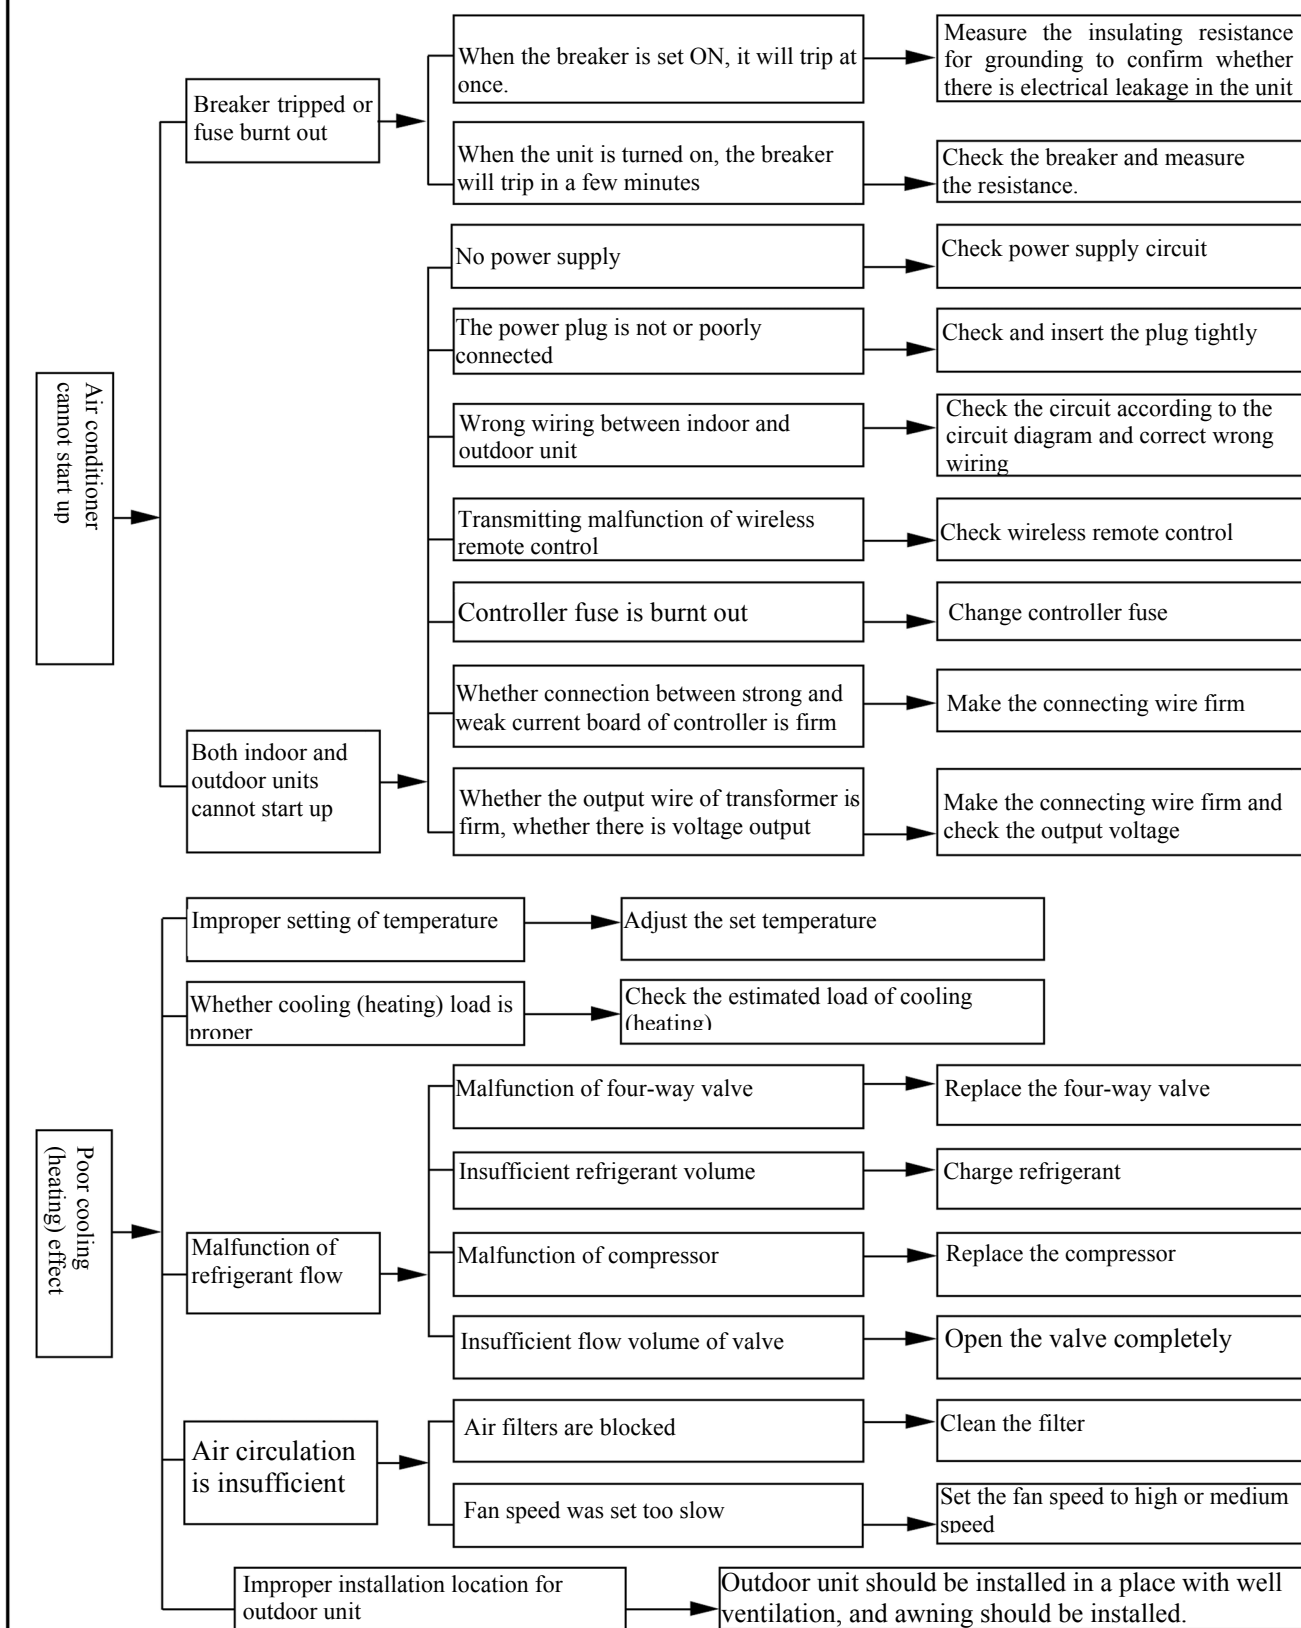 When the breaker is set ON, it will trip at
once.
Measure the insulating resistance
for grounding to confirm whether
there is electrical leakage in the unit
Breaker tripped or
fuse burnt out
When the unit is turned on, the breaker
will trip in a few minutes
Check the breaker and measure
the resistance.
No power supply
Check power supply circuit
The power plug is not or poorly
connected
Check and insert the plug tightly
Air conditioner
cannot start up
Wrong wiring between indoor and
outdoor unit
Check the circuit according to the
circuit diagram and correct wrong
wiring
Transmitting malfunction of wireless
remote control
Check wireless remote control
Controller fuse is burnt out
Change controller fuse
Whether connection between strong and
weak current board of controller is firm
Make the connecting wire firm
Both indoor and
outdoor units
cannot start up
Whether the output wire of transformer is
firm, whether there is voltage output
Make the connecting wire firm and
check the output voltage
Improper setting of temperature
Adjust the set temperature
Whether cooling (heating) load is
proper
Check the estimated load of cooling
(heating)
Malfunction of four-way valve
Replace the four-way valve
Poor cooling
(heating) effect
Insufficient refrigerant volume
Charge refrigerant
Malfunction of
refrigerant flow
Malfunction of compressor
Replace the compressor
Insufficient flow volume of valve
Open the valve completely
Air circulation
is insufficient
Air filters are blocked
Clean the filter
Fan speed was set too slow
Set the fan speed to high or medium
speed
Improper installation location for
outdoor unit
Outdoor unit should be installed in a place with well
ventilation, and awning should be installed.